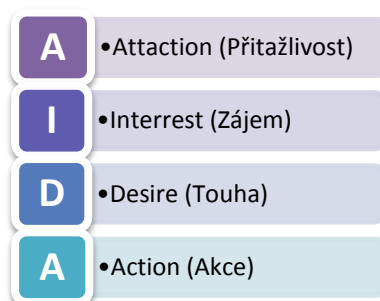 A •Attaction (Přitažlivost)
I •Interrest (Zájem)
D •Desire (Touha)
A •Action (Akce)